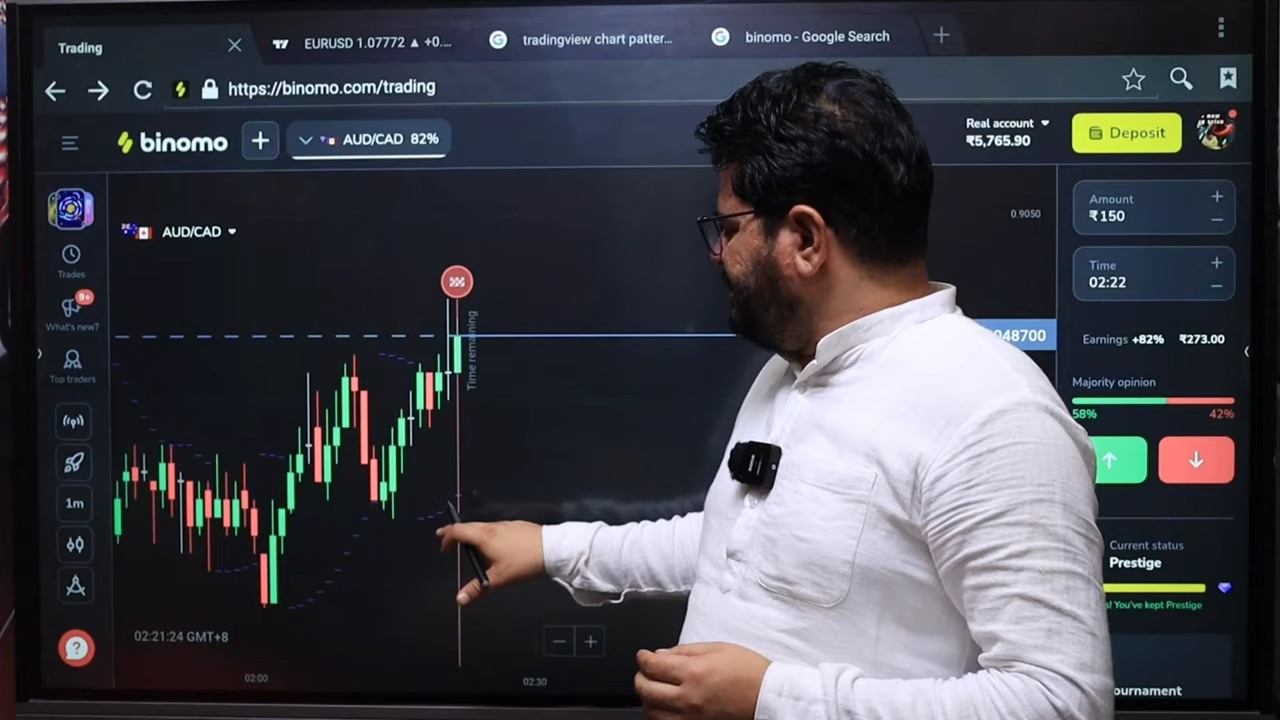 Trading
EURUSD 1.07772 ▲ +0....
tradingview chart patter...
binomo - Google Search
https://binomo.com/trading
binomo
AUD/CAD 82%
Real account
₹5,765.90
Deposit
AUD/CAD
0.9050
Amount
₹150
Time
02:22
Trades
9+
What's new?
Top traders
Time remaining
048700
Earnings +82% ₹273.00
Majority opinion
58% 42%
1m
Current status
Prestige
s! You've kept Prestige
02:21:24 GMT+8
02:00
02:30
ournament